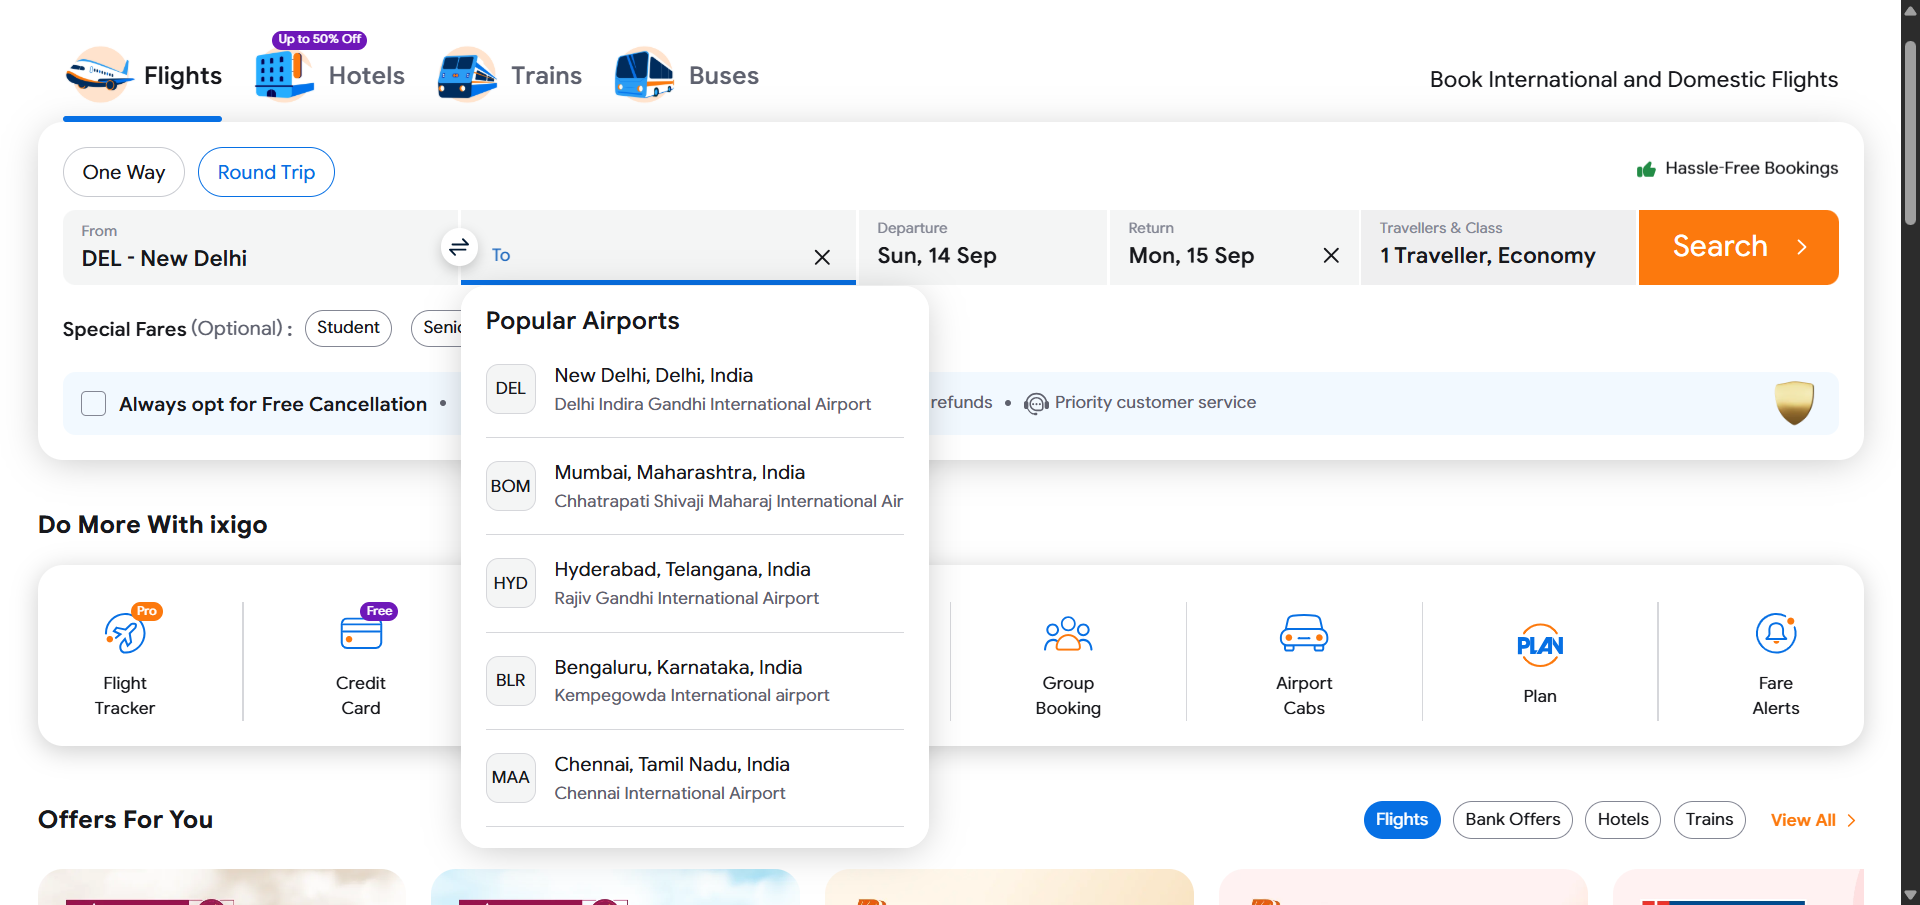 Up to 50% Off
Flights
Hotels
Trains
Buses
Book International and Domestic Flights
One Way
Round Trip
Hassle-Free Bookings
From
DEL - New Delhi
To
Departure
Sun, 14 Sep
Return
Mon, 15 Sep
Travellers & Class
1 Traveller, Economy
Search
Special Fares (Optional) :
Student
Always opt for Free Cancellation •
refunds • Priority customer service
Popular Airports
DEL
New Delhi, Delhi, India
Delhi Indira Gandhi International Airport
BOM
Mumbai, Maharashtra, India
Chhatrapati Shivaji Maharaj International Air
HYD
Hyderabad, Telangana, India
Rajiv Gandhi International Airport
BLR
Bengaluru, Karnataka, India
Kempegowda International airport
MAA
Chennai, Tamil Nadu, India
Chennai International Airport
Do More With ixigo
Pro
Flight
Tracker
Free
Credit
Card
Group
Booking
Airport
Cabs
PLAN
Plan
Fare
Alerts
Offers For You
Flights
Bank Offers
Hotels
Trains
View All